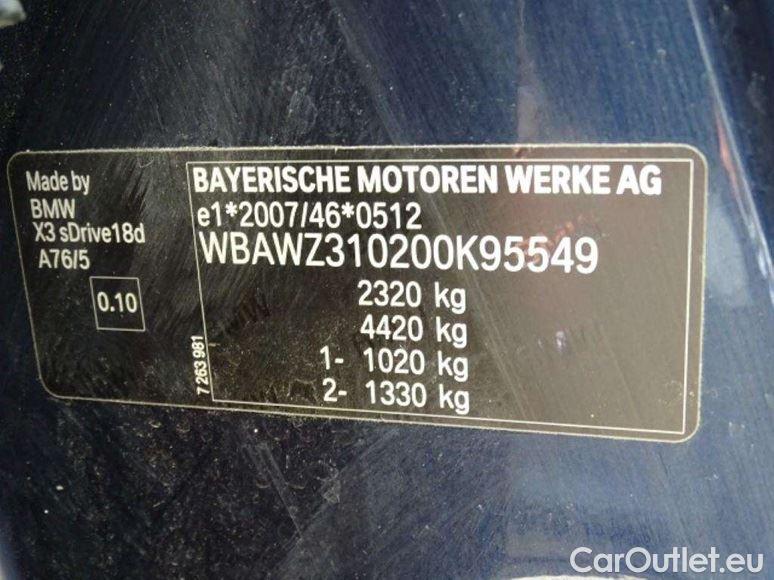 Made by
BMW
X3 sDrive18d
A76/5
0.10
BAYERISCHE MOTOREN WERKE AG
e1*2007/46*0512
WBAWZ310200K95549
2320 kg
4420 kg
1- 1020 kg
2- 1330 kg
7 263 981
CarOutlet.eu